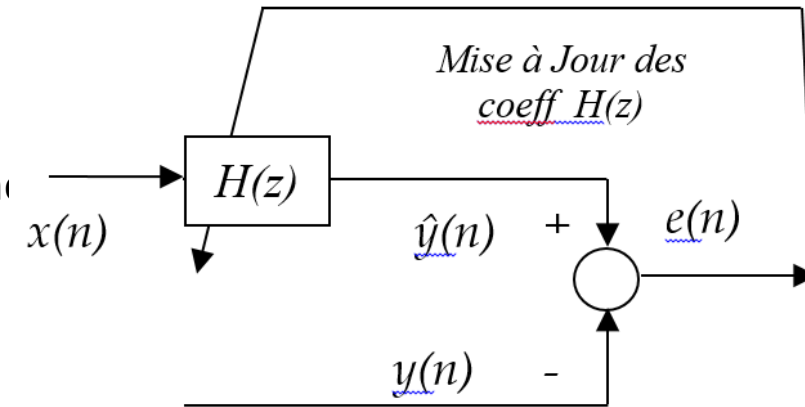 Mise à Jour des
coeff H(z)
H(z)
x(n)
ŷ(n) + e(n)
y(n) -